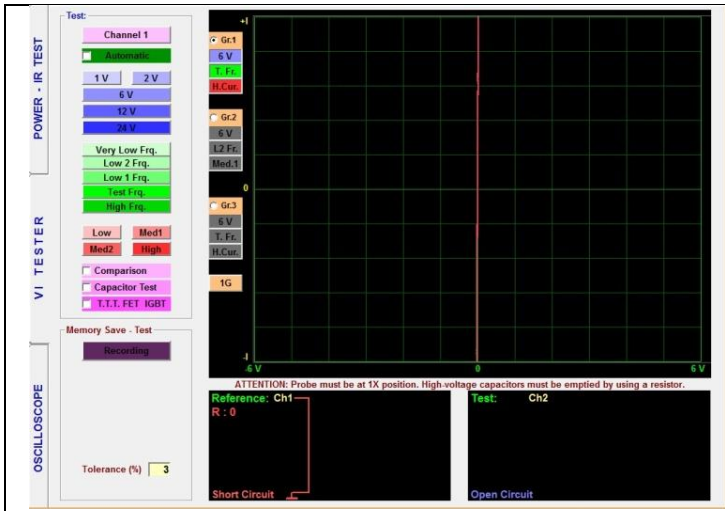 POWER - IR TEST
VI TESTER
OSCILLOSCOPE
Test:
Channel 1
Automatic
1 V
2 V
6 V
12 V
24 V
Very Low Frq.
Low 2 Frq.
Low 1 Frq.
Test Frq.
High Frq.
Low
Med1
Med2
High
Comparison
Capacitor Test
T.T.T. FET IGBT
Memory Save - Test
Recording
Tolerance (%) 3
Gr.1
6 V
T. Fr.
H.Cur.
Gr.2
6 V
L2 Fr.
Med.1
Gr.3
6 V
T. Fr.
H.Cur.
1G
+I
0
-I
-6 V
0
6 V
ATTENTION: Probe must be at 1X position. High-voltage capacitors must be emptied by using a resistor.
Reference: Ch1
R : 0
Short Circuit
Test: Ch2
Open Circuit